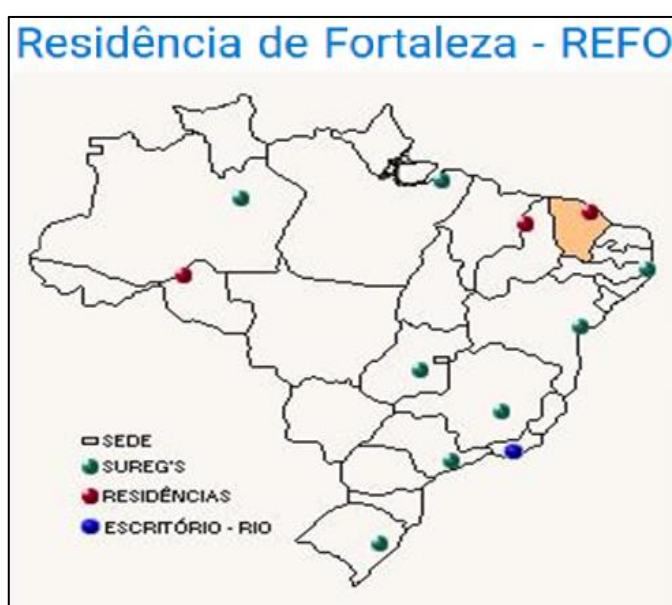 Residência de Fortaleza - REFO
SEDE
SUREG'S
RESIDÊNCIAS
ESCRITÓRIO - RIO